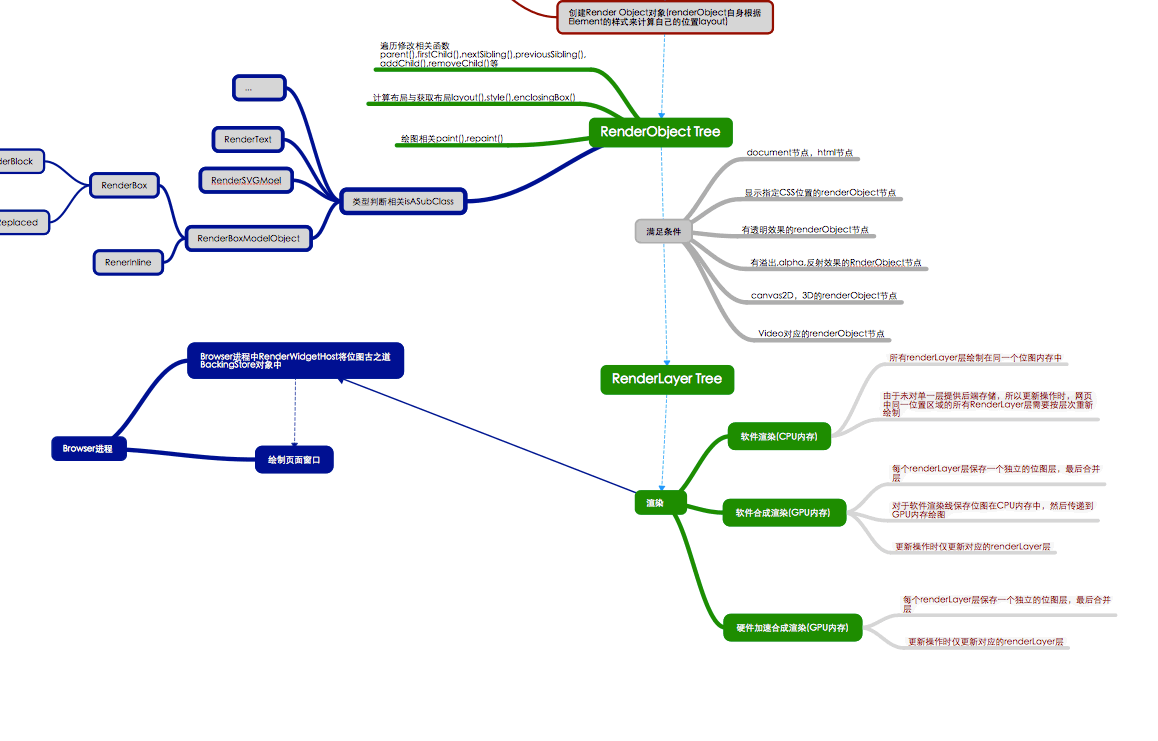 创建Render Object对象(renderObject自身根据
Element的样式来计算自己的位置layout)
遍历修改相关函数
parent(),firstChild(),nextSibling(),previousSibling(),
addChild(),removeChild()等
计算布局与获取布局layout(),style(),enclosingBox()
绘图相关paint(),repaint()
RenderObject Tree
...
RenderText
RenderSVGMoel
类型判断相关isASubClass
RenderBoxModelObject
RenderBox
RenerInline
derBlock
Replaced
满足条件
document节点，html节点
显示指定CSS位置的renderObject节点
有透明效果的renderObject节点
有溢出,alpha,反射效果的RnderObject节点
canvas2D，3D的renderObject节点
Video对应的renderObject节点
RenderLayer Tree
Browser进程中RenderWidgetHost将位图古之道
BackingStore对象中
Browser进程
绘制页面窗口
渲染
软件渲染(CPU内存)
所有renderLayer层绘制在同一个位图内存中
由于未对单一层提供后端存储，所以更新操作时，网页
中同一位置区域的所有RenderLayer层需要按层次重新
绘制
软件合成渲染(GPU内存)
每个renderLayer层保存一个独立的位图层，最后合并
层
对于软件渲染线保存位图在CPU内存中，然后传递到
GPU内存绘图
更新操作时仅更新对应的renderLayer层
硬件加速合成渲染(GPU内存)
每个renderLayer层保存一个独立的位图层，最后合并
层
更新操作时仅更新对应的renderLayer层